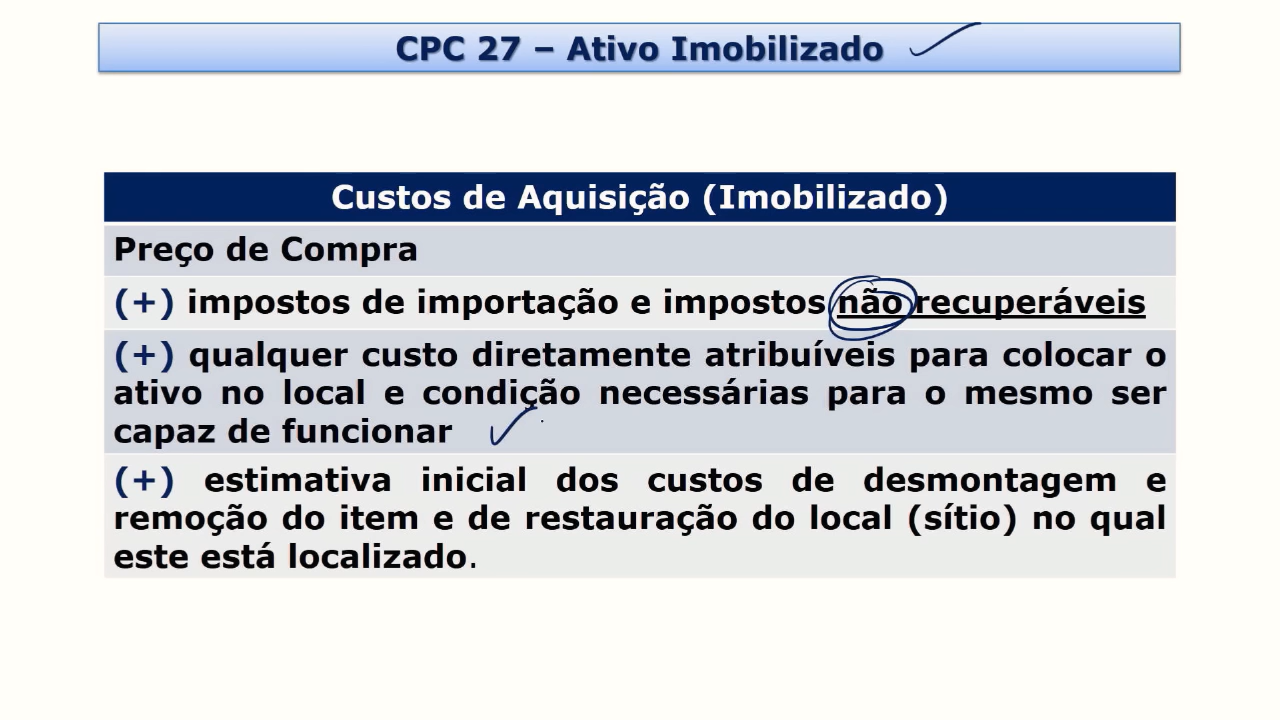 CPC 27 – Ativo Imobilizado
Custos de Aquisição (Imobilizado)
Preço de Compra
(+) impostos de importação e impostos não recuperáveis
(+) qualquer custo diretamente atribuíveis para colocar o
ativo no local e condição necessárias para o mesmo ser
capaz de funcionar
(+) estimativa inicial dos custos de desmontagem e
remoção do item e de restauração do local (sítio) no qual
este está localizado.